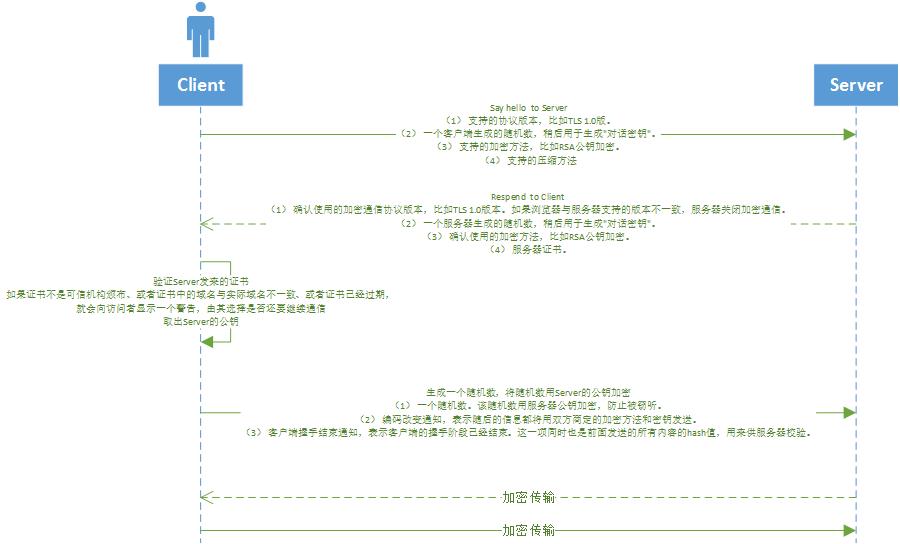 Client
Server
Say hello to Server
（1） 支持的协议版本，比如TLS 1.0版。
（2） 一个客户端生成的随机数，稍后用于生成"对话密钥"。
（3） 支持的加密方法，比如RSA公钥加密。
（4） 支持的压缩方法
Respond to Client
（1） 确认使用的加密通信协议版本，比如TLS 1.0版本。如果浏览器与服务器支持的版本不一致，服务器关闭加密通信。
（2） 一个服务器生成的随机数，稍后用于生成"对话密钥"。
（3） 确认使用的加密方法，比如RSA公钥加密。
（4） 服务器证书。
验证Server发来的证书
如果证书不是可信机构颁布、或者证书中的域名与实际域名不一致、或者证书已经过期，
就会向访问者显示一个警告，由其选择是否还要继续通信
取出Server的公钥
生成一个随机数，将随机数用Server的公钥加密
（1） 一个随机数。该随机数用服务器公钥加密，防止被窃听。
（2） 编码改变通知，表示随后的信息都将用双方商定的加密方法和密钥发送。
（3） 客户端握手结束通知，表示客户端的握手阶段已经结束。这一项同时也是前面发送的所有内容的hash值，用来供服务器校验。
加密传输
加密传输